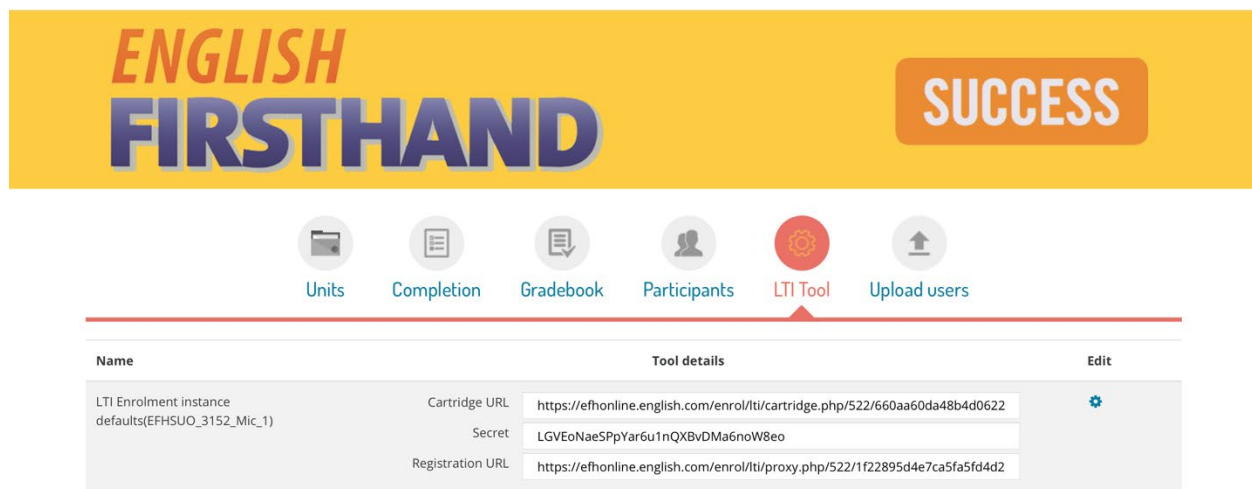 ENGLISH
FIRSTHAND
SUCCESS
Units Completion Gradebook Participants LTI Tool Upload users
Name Tool details Edit
LTI Enrolment instance
defaults(EFHSUO_3152_Mic_1)
Cartridge URL https://efhonline.english.com/enrol/lti/cartridge.php/522/660aa60da48b4d0622
Secret LGVEoNaeSPpYar6u1nQXBvDMa6noW8eo
Registration URL https://efhonline.english.com/enrol/lti/proxy.php/522/1f22895d4e7ca5fa5fd4d2